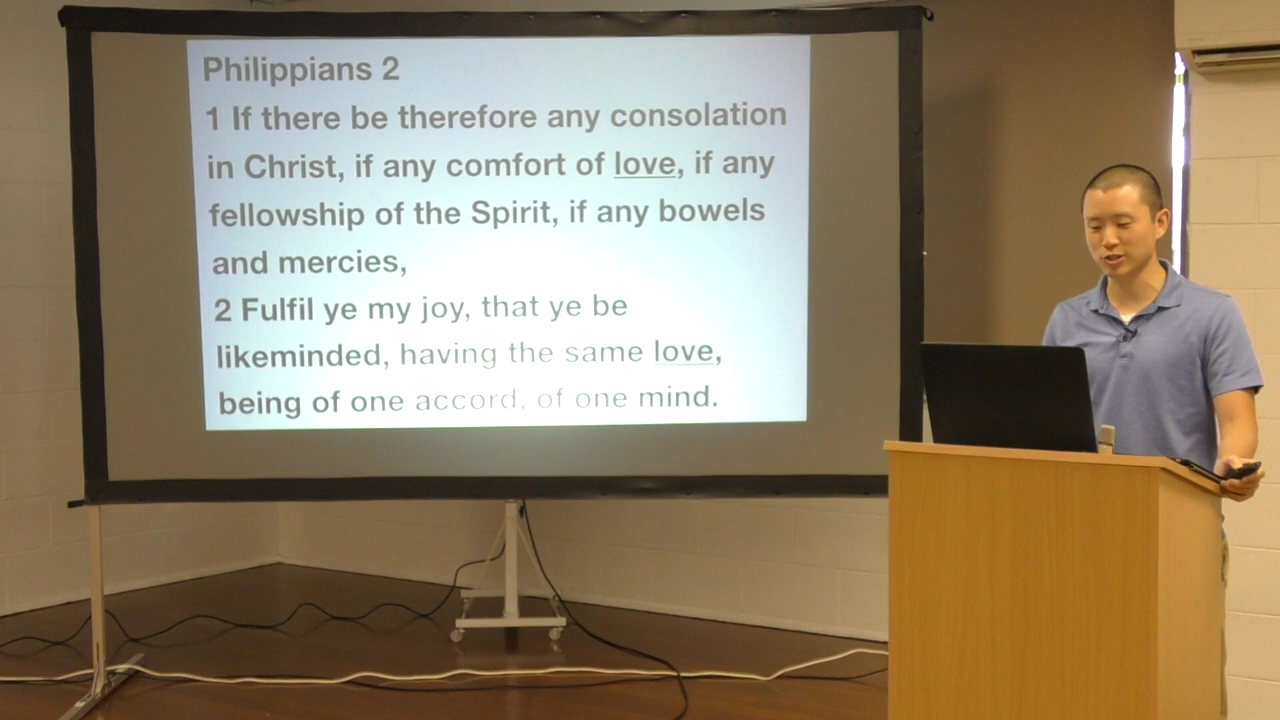 Philippians 2
1 If there be therefore any consolation
in Christ, if any comfort of love, if any
fellowship of the Spirit, if any bowels
and mercies,
2 Fulfil ye my joy, that ye be
likeminded, having the same love,
being of one accord, of one mind.